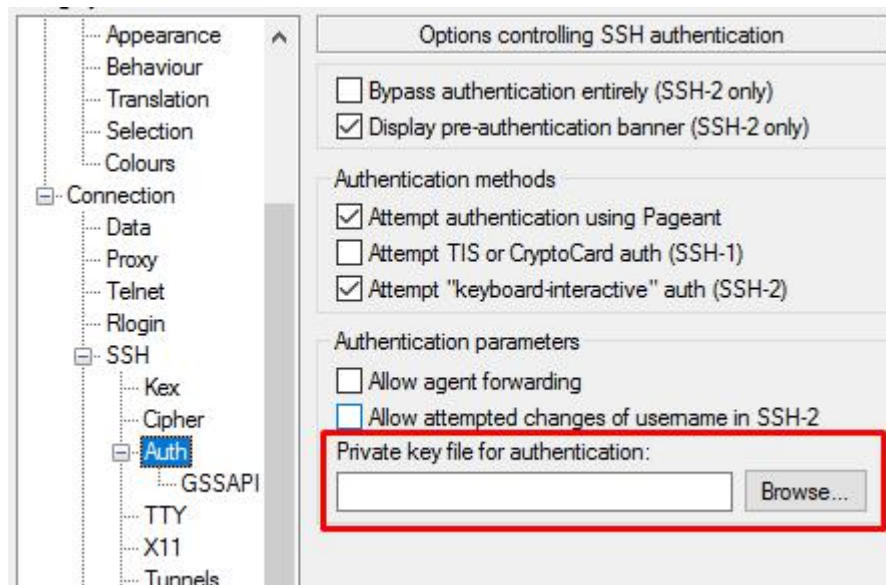 Appearance
Behaviour
Translation
Selection
Colours
Connection
Data
Proxy
Telnet
Rlogin
SSH
Kex
Cipher
Auth
GSSAPI
TTY
X11
Tunnels
Options controlling SSH authentication
Bypass authentication entirely (SSH-2 only)
Display pre-authentication banner (SSH-2 only)
Authentication methods
Attempt authentication using Pageant
Attempt TIS or CryptoCard auth (SSH-1)
Attempt "keyboard-interactive" auth (SSH-2)
Authentication parameters
Allow agent forwarding
Allow attempted changes of username in SSH-2
Private key file for authentication:
Browse...